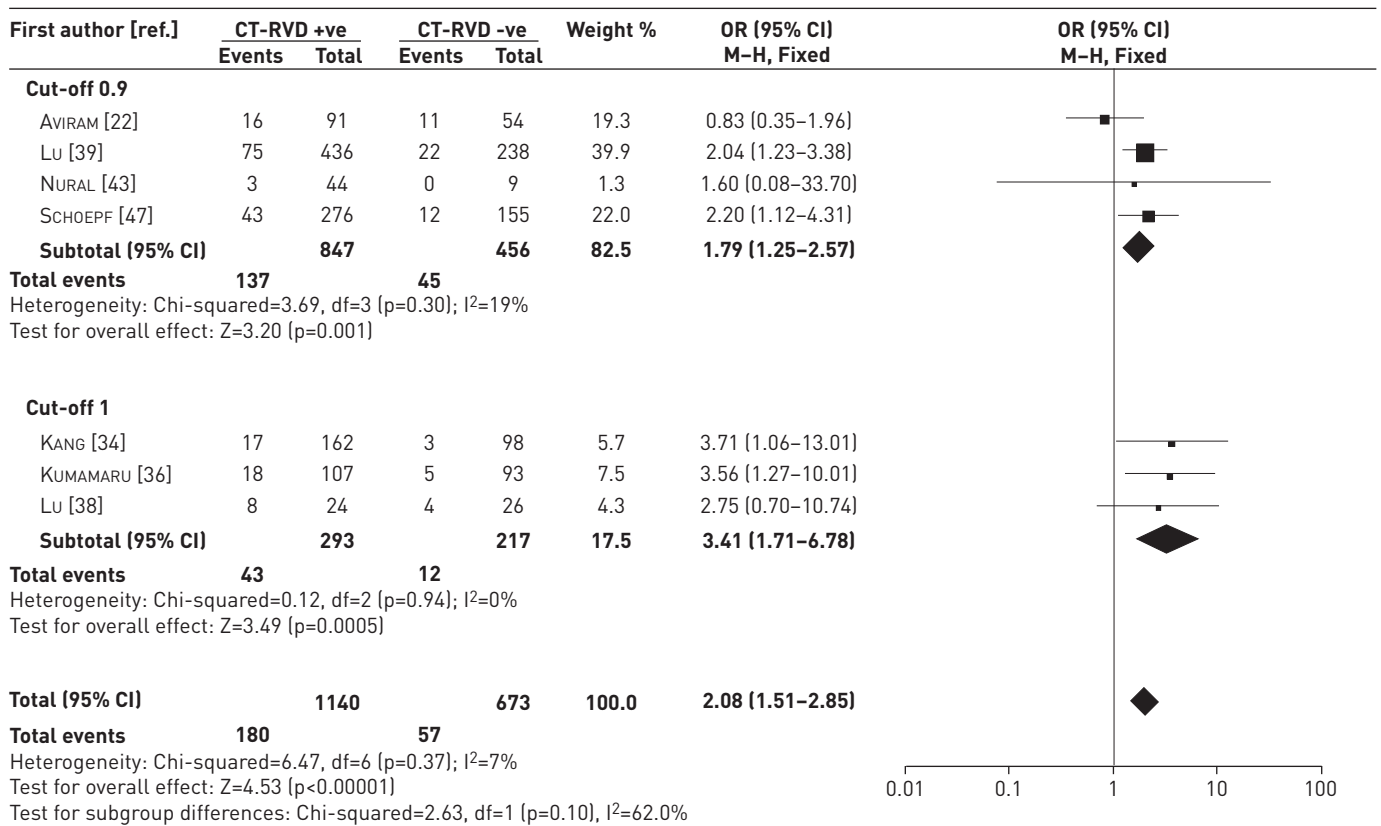 First author [ref.] CT-RVD +ve CT-RVD -ve Weight % OR (95% CI) OR (95% CI)
Events Total Events Total M–H, Fixed M–H, Fixed
Cut-off 0.9
AVIRAM [22] 16 91 11 54 19.3 0.83 (0.35–1.96)
LU [39] 75 436 22 238 39.9 2.04 (1.23–3.38)
NURAL [43] 3 44 0 9 1.3 1.60 (0.08–33.70)
SCHOEPF [47] 43 276 12 155 22.0 2.20 (1.12–4.31)
Subtotal (95% CI) 847 456 82.5 1.79 (1.25–2.57)
Total events 137 45
Heterogeneity: Chi-squared=3.69, df=3 (p=0.30); I²=19%
Test for overall effect: Z=3.20 (p=0.001)
Cut-off 1
KANG [34] 17 162 3 98 5.7 3.71 (1.06–13.01)
KUMAMARU [36] 18 107 5 93 7.5 3.56 (1.27–10.01)
LU [38] 8 24 4 26 4.3 2.75 (0.70–10.74)
Subtotal (95% CI) 293 217 17.5 3.41 (1.71–6.78)
Total events 43 12
Heterogeneity: Chi-squared=0.12, df=2 (p=0.94); I²=0%
Test for overall effect: Z=3.49 (p=0.0005)
Total (95% CI) 1140 673 100.0 2.08 (1.51–2.85)
Total events 180 57
Heterogeneity: Chi-squared=6.47, df=6 (p=0.37); I²=7%
Test for overall effect: Z=4.53 (p<0.00001)
Test for subgroup differences: Chi-squared=2.63, df=1 (p=0.10), I²=62.0%
0.01 0.1 1 10 100